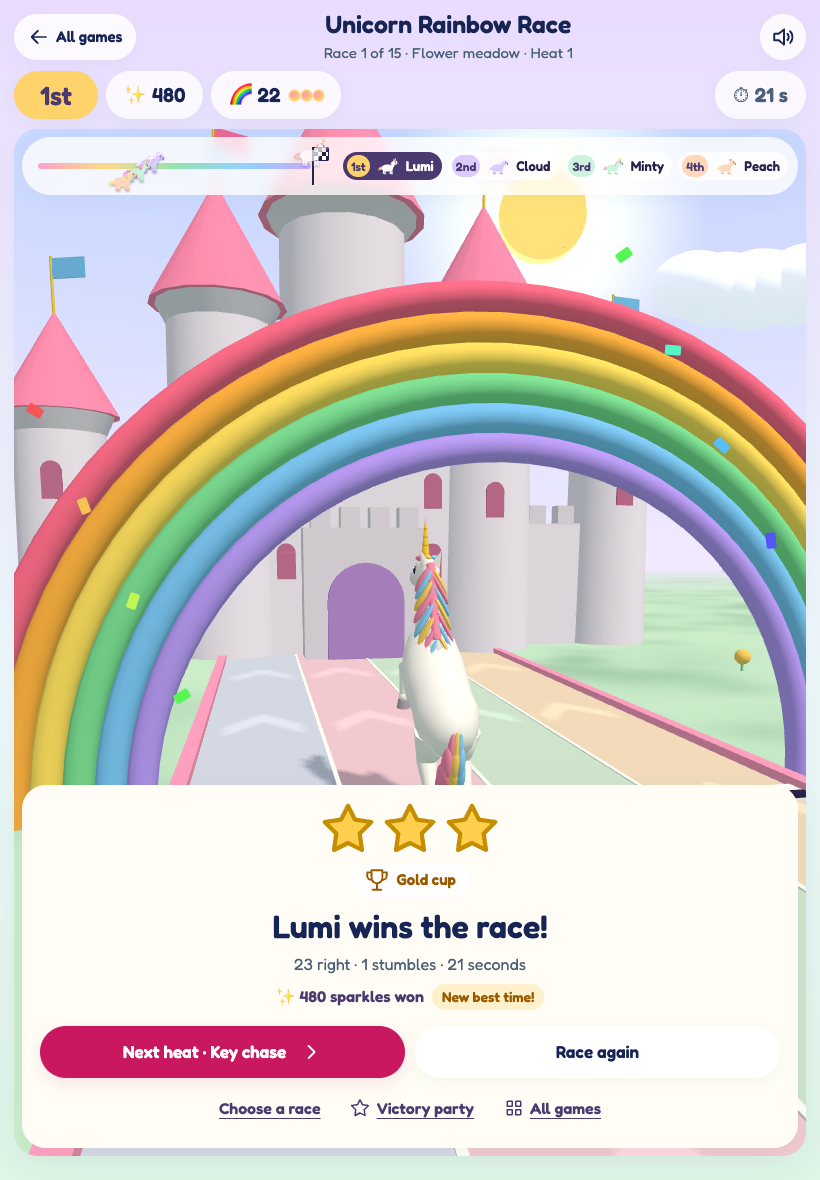 All games
Unicorn Rainbow Race
Race 1 of 15 · Flower meadow · Heat 1
1st
480
22
21 s
1st Lumi
2nd Cloud
3rd Minty
4th Peach
Gold cup
Lumi wins the race!
23 right · 1 stumbles · 21 seconds
480 sparkles won New best time!
Next heat · Key chase
Race again
Choose a race
Victory party
All games